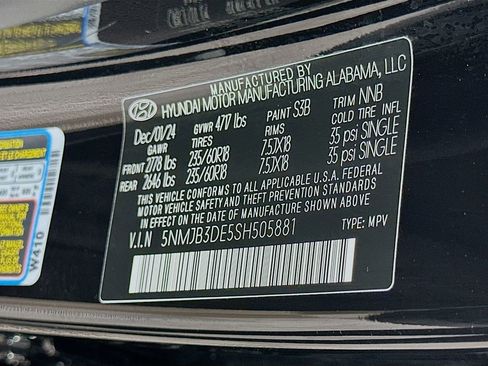 MANUFACTURED BY
HYUNDAI MOTOR MANUFACTURING ALABAMA, LLC
Dec/01/24 GVWR 4717 lbs PAINT S3B TRIM NNB
GAWR TIRES RIMS COLD TIRE INFL
FRONT 2778 lbs 235/60R18 7.5JX18 35 psi SINGLE
REAR 2646 lbs 235/60R18 7.5JX18 35 psi SINGLE
THIS VEHICLE CONFORMS TO ALL APPLICABLE U.S.A. FEDERAL
MOTOR VEHICLE SAFETY AND THEFT PREVENTION STANDARDS
IN EFFECT ON THE DATE OF MANUFACTURE SHOWN ABOVE.
V.I.N 5NMJB3DE5SH505881 TYPE: MPV
W410